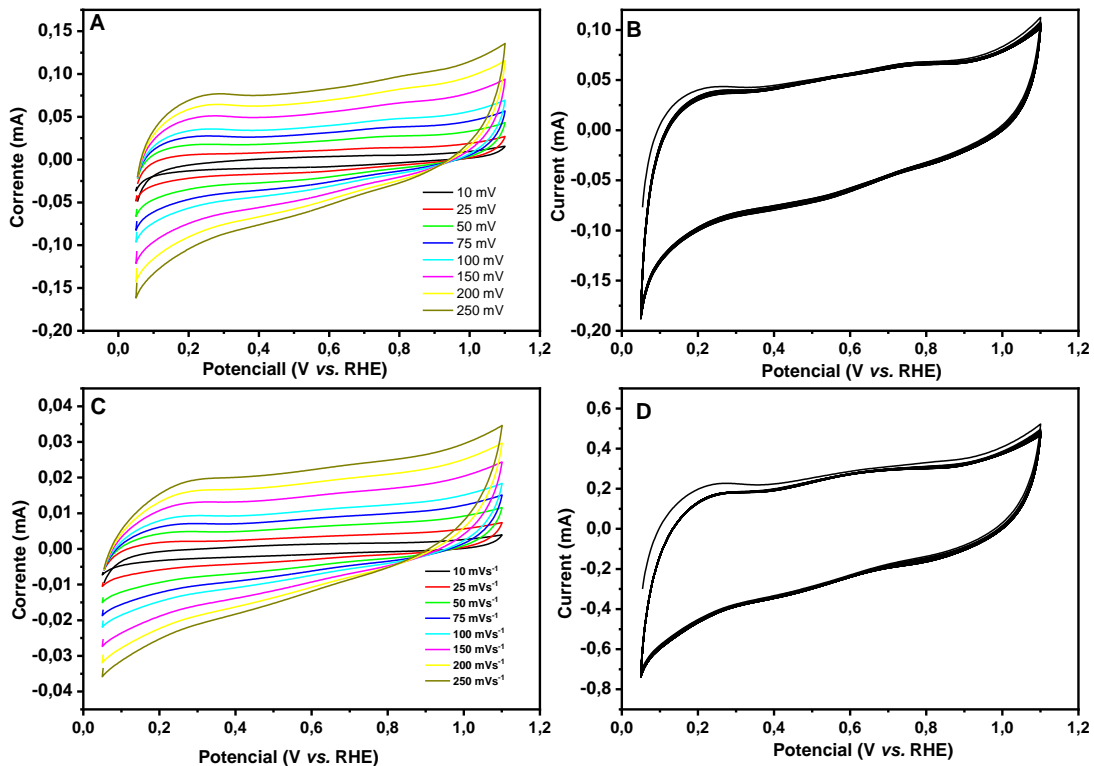 A
0,15
0,10
0,05
0,00
-0,05
-0,10
-0,15
-0,20
Corrente (mA)
10 mV
25 mV
50 mV
75 mV
100 mV
150 mV
200 mV
250 mV
0,0 0,2 0,4 0,6 0,8 1,0 1,2
Potenciall (V vs. RHE)
B
0,10
0,05
0,00
-0,05
-0,10
-0,15
-0,20
Current (mA)
0,0 0,2 0,4 0,6 0,8 1,0 1,2
Potencial (V vs. RHE)
C
0,04
0,03
0,02
0,01
0,00
-0,01
-0,02
-0,03
-0,04
Corrente (mA)
10 mVs⁻¹
25 mVs⁻¹
50 mVs⁻¹
75 mVs⁻¹
100 mVs⁻¹
150 mVs⁻¹
200 mVs⁻¹
250 mVs⁻¹
0,0 0,2 0,4 0,6 0,8 1,0 1,2
Potencial (V vs. RHE)
D
0,6
0,4
0,2
0,0
-0,2
-0,4
-0,6
-0,8
Current (mA)
0,0 0,2 0,4 0,6 0,8 1,0 1,2
Potencial (V vs. RHE)